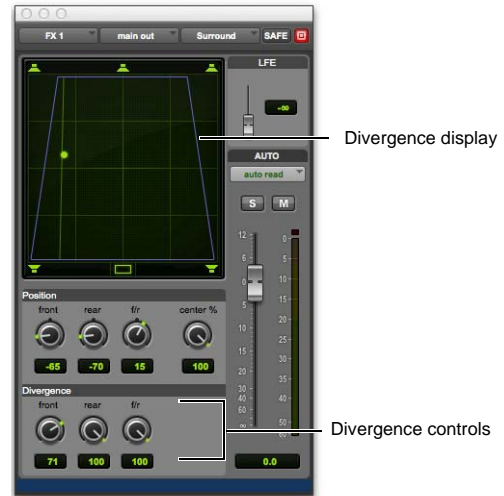 FX 1 main out Surround SAFE
LFE
-∞
Divergence display
AUTO
auto read
S M
12 0
6 5
0 10
5 15
10 20
15 25
20 30
30 35
40 40
60
50
60
Position
front rear f/r center %
-65 -70 15 100
Divergence
front rear f/r
Divergence controls
71 100 100
0.0